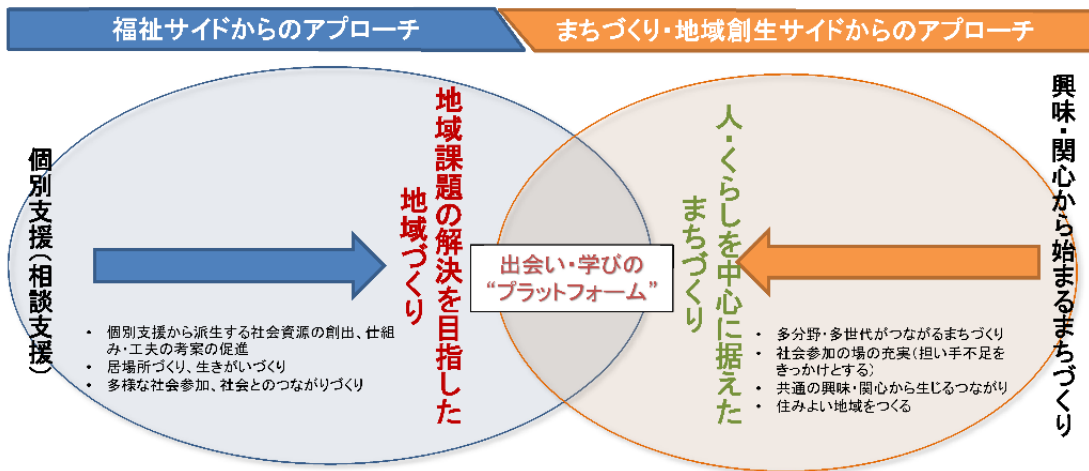 福祉サイドからのアプローチ
まちづくり・地域創生サイドからのアプローチ
個別支援（相談支援）
地域課題の解決を目指した
地域づくり
出会い・学びの
“プラットフォーム”
人・くらしを中心に据えた
まちづくり
興味・関心から始まるまちづくり
• 個別支援から派生する社会資源の創出、仕組
み・工夫の考案の促進
• 居場所づくり、生きがいづくり
• 多様な社会参加、社会とのつながりづくり
• 多分野・多世代がつながるまちづくり
• 社会参加の場の充実（担い手不足を
きっかけとする）
• 共通の興味・関心から生じるつながり
• 住みよい地域をつくる